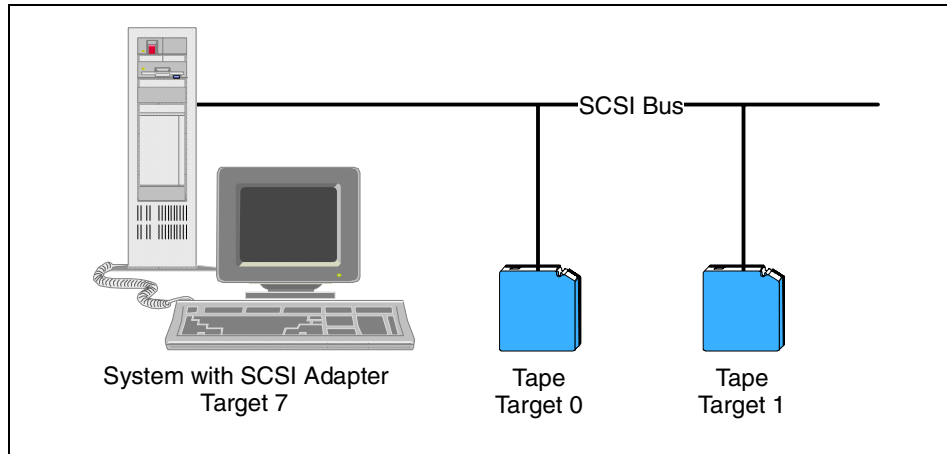 SCSI Bus
System with SCSI Adapter
Target 7
Tape
Target 0
Tape
Target 1